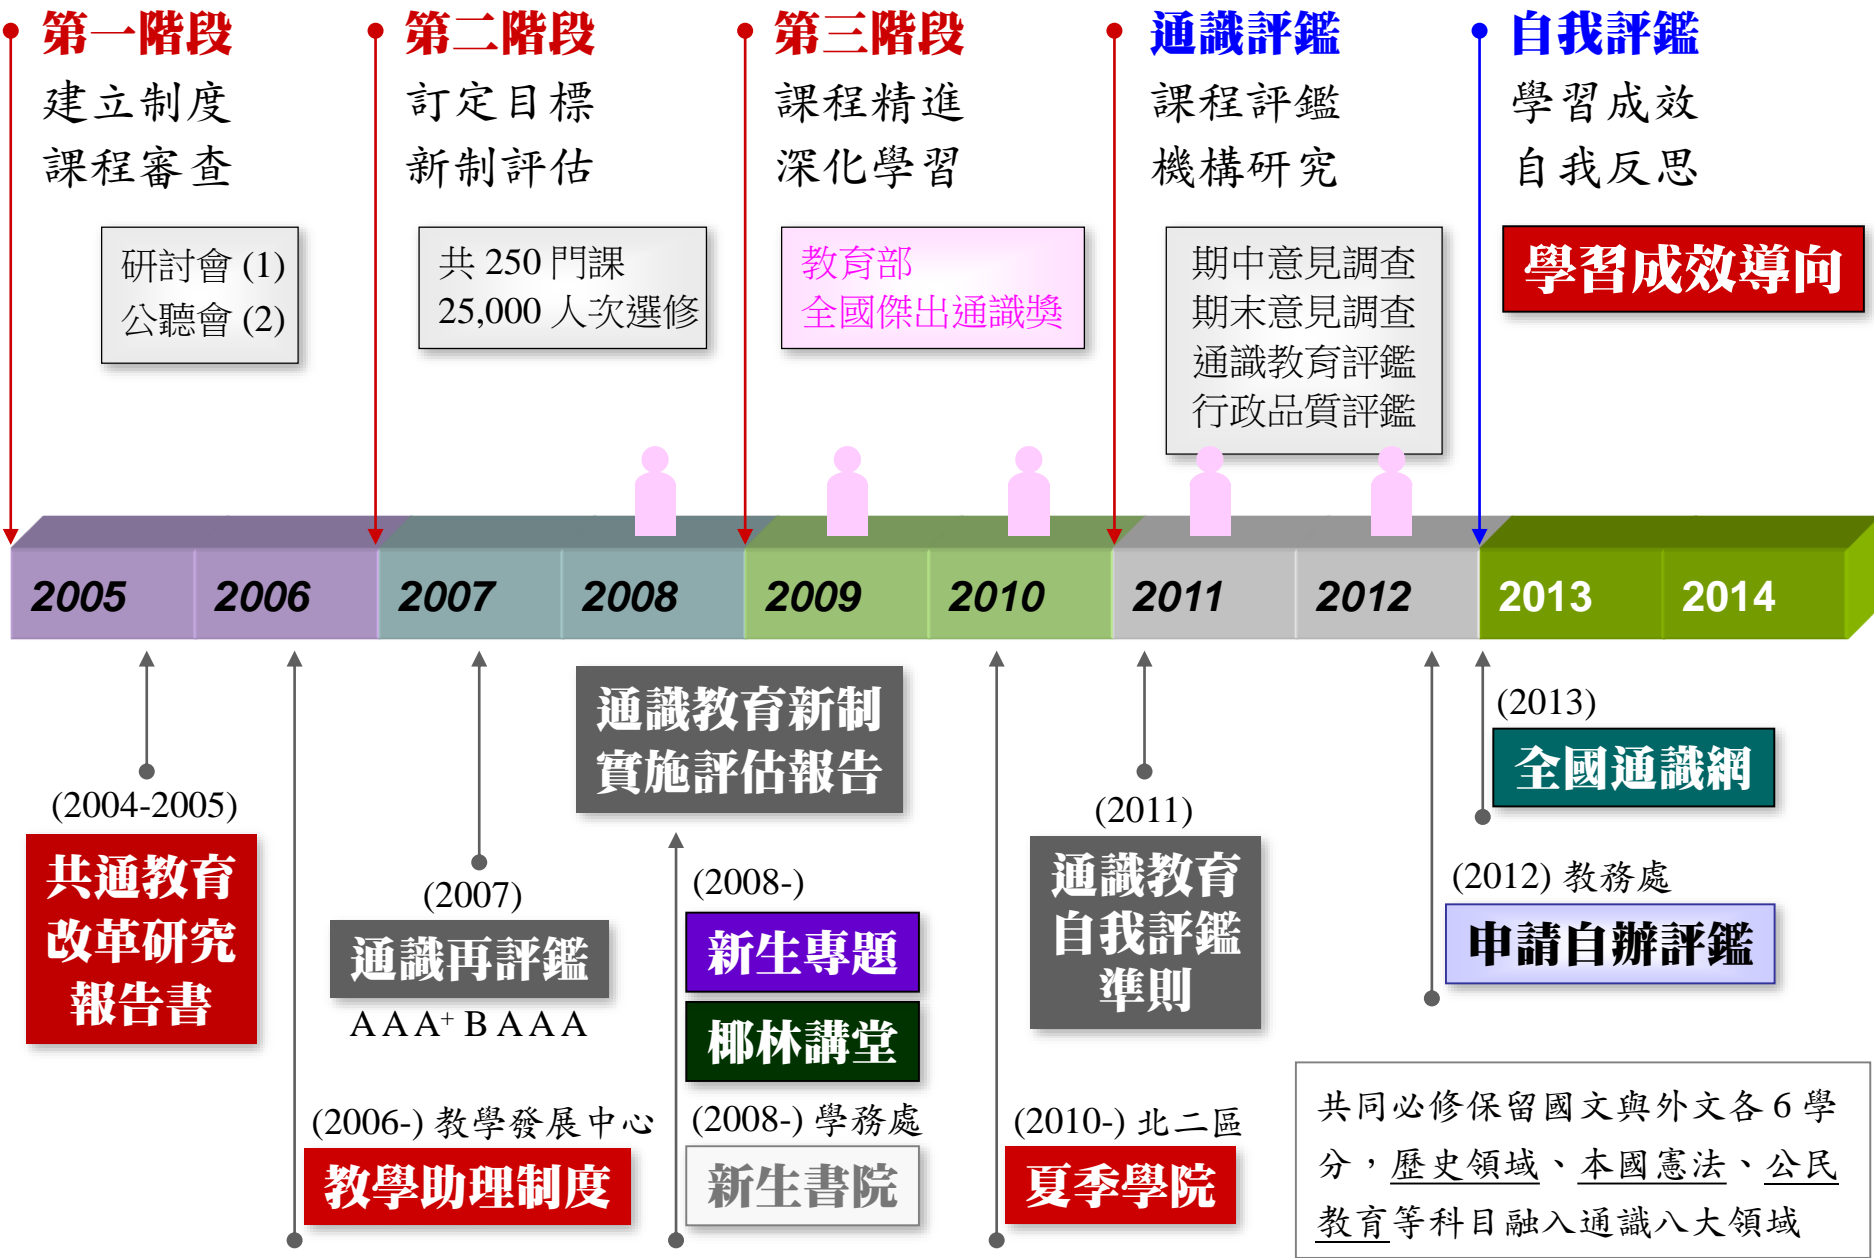 第一階段
建立制度
課程審查
研討會 (1)
公聽會 (2)
第二階段
訂定目標
新制評估
共 250 門課
25,000 人次選修
第三階段
課程精進
深化學習
教育部
全國傑出通識獎
通識評鑑
課程評鑑
機構研究
期中意見調查
期末意見調查
通識教育評鑑
行政品質評鑑
自我評鑑
學習成效
自我反思
學習成效導向
2005
2006
2007
2008
2009
2010
2011
2012
2013
2014
(2004-2005)
共通教育
改革研究
報告書
(2006-) 教學發展中心
教學助理制度
(2007)
通識再評鑑
A A A+ B A A A
通識教育新制
實施評估報告
(2008-)
新生專題
椰林講堂
(2008-) 學務處
新生書院
(2010-) 北二區
夏季學院
(2011)
通識教育
自我評鑑
準則
(2013)
全國通識網
(2012) 教務處
申請自辦評鑑
共同必修保留國文與外文各 6 學
分，歷史領域、本國憲法、公民
教育等科目融入通識八大領域